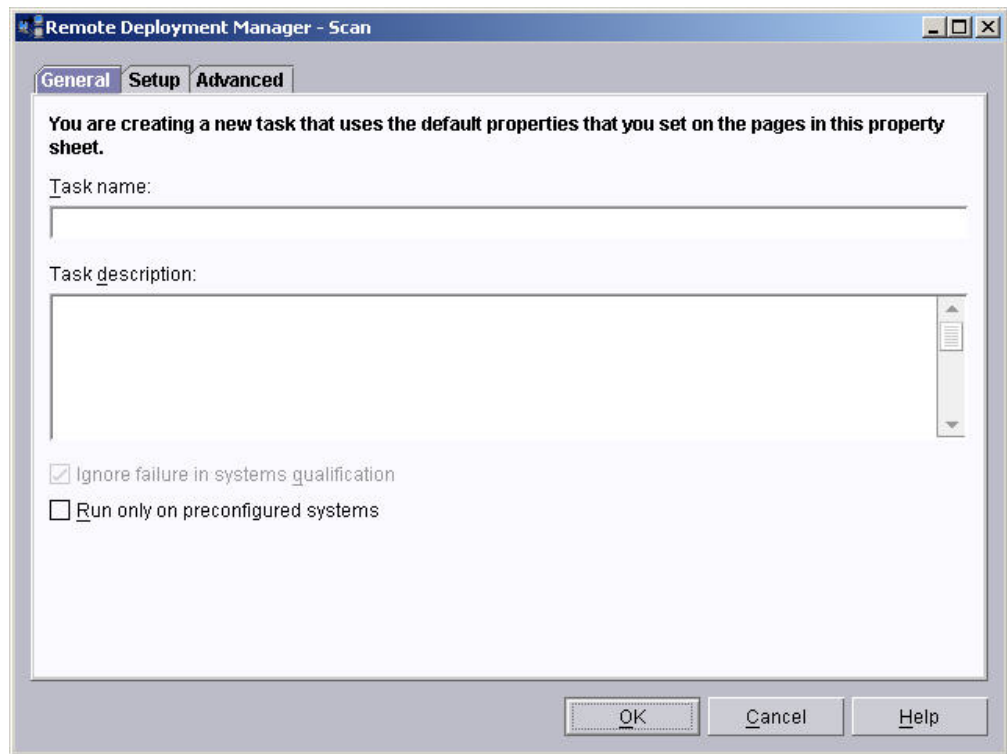 Remote Deployment Manager - Scan
General Setup Advanced
You are creating a new task that uses the default properties that you set on the pages in this property
sheet.
Task name:
Task description:
Ignore failure in systems qualification
Run only on preconfigured systems
OK Cancel Help